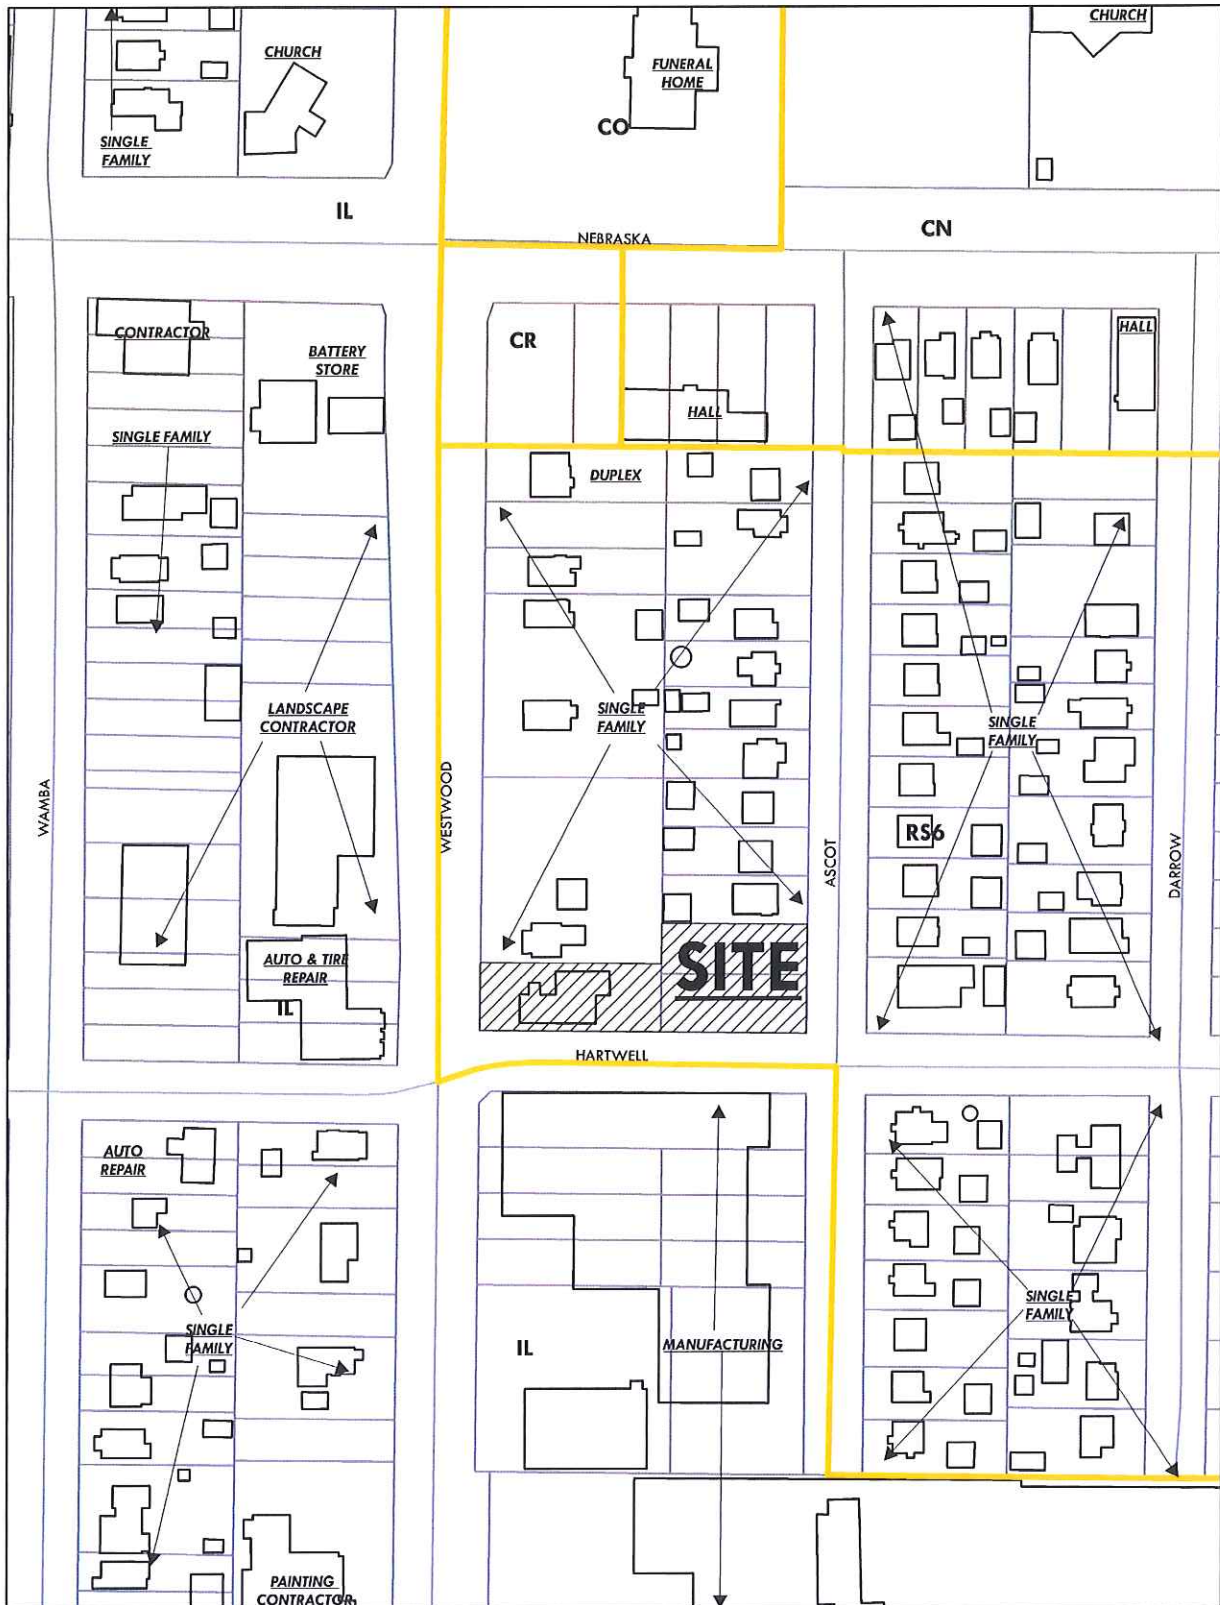 CHURCH
CHURCH
FUNERAL
HOME
CO
SINGLE
FAMILY
IL
CN
NEBRASKA
CONTRACTOR
CR
HALL
BATTERY
STORE
HALL
SINGLE FAMILY
DUPLEX
LANDSCAPE
CONTRACTOR
SINGLE
FAMILY
SINGLE
FAMILY
WAMBA
WESTWOOD
ASCOT
RS6
DARROW
AUTO & TIRE
REPAIR
IL
SITE
HARTWELL
AUTO
REPAIR
SINGLE
FAMILY
SINGLE
FAMILY
IL
MANUFACTURING
PAINTING
CONTRACTOR